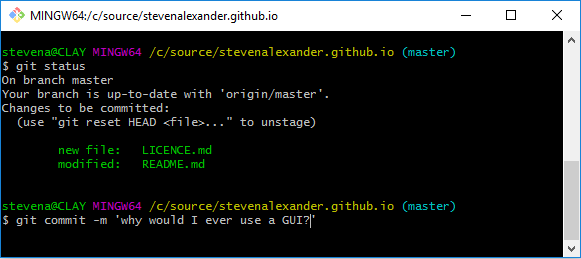 MINGW64:/c/source/stevenalexander.github.io
stevena@CLAY MINGW64 /c/source/stevenalexander.github.io (master)
$ git status
On branch master
Your branch is up-to-date with 'origin/master'.
Changes to be committed:
  (use "git reset HEAD <file>..." to unstage)
        new file:   LICENCE.md
        modified:   README.md
stevena@CLAY MINGW64 /c/source/stevenalexander.github.io (master)
$ git commit -m 'why would I ever use a GUI?'